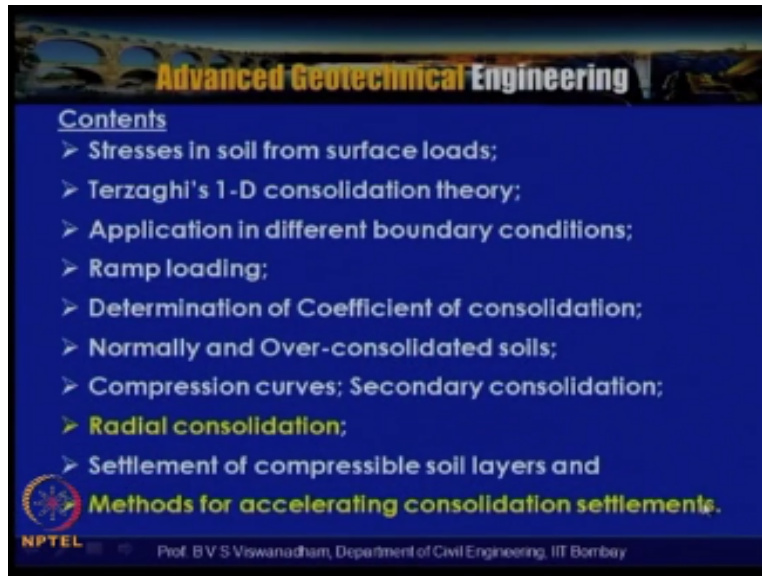 Advanced Geotechnical Engineering
Contents
➢ Stresses in soil from surface loads;
➢ Terzaghi's 1-D consolidation theory;
➢ Application in different boundary conditions;
➢ Ramp loading;
➢ Determination of Coefficient of consolidation;
➢ Normally and Over-consolidated soils;
➢ Compression curves; Secondary consolidation;
➢ Radial consolidation;
➢ Settlement of compressible soil layers and
➢ Methods for accelerating consolidation settlements.
NPTEL
Prof. B V S Viswanadham, Department of Civil Engineering, IIT Bombay